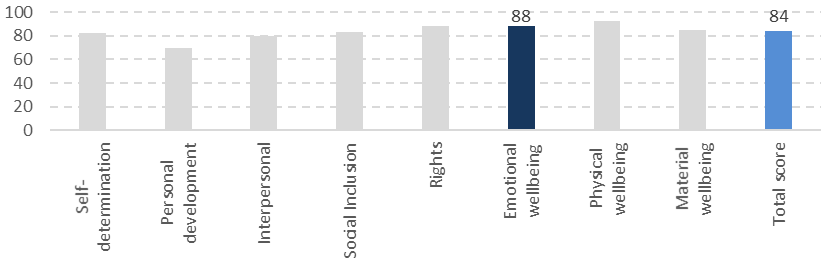 100
80
60
40
20
0
88
84
Self-
determination
Personal
development
Interpersonal
Social Inclusion
Rights
Emotional
wellbeing
Physical
wellbeing
Material
wellbeing
Total score